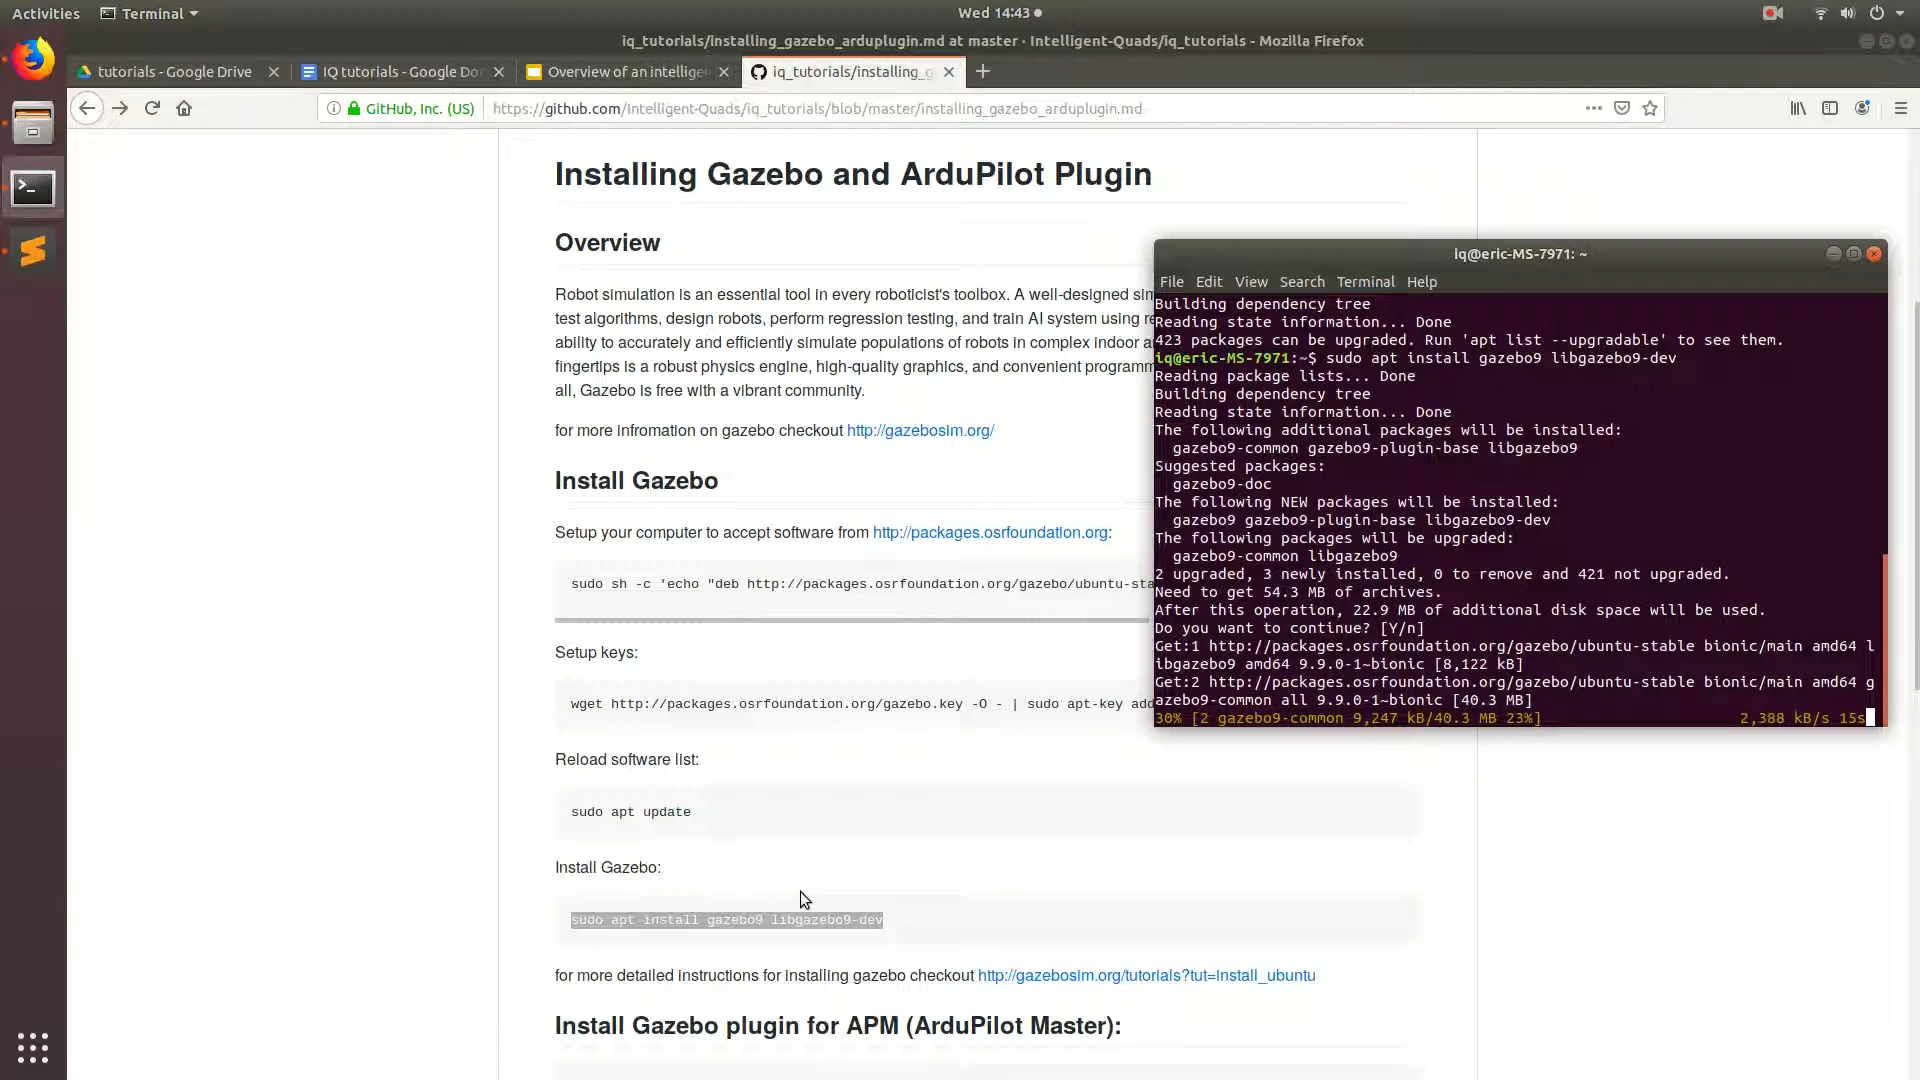 Activities
Terminal
Wed 14:43
iq_tutorials/installing_gazebo_arduplugin.md at master · Intelligent-Quads/iq_tutorials - Mozilla Firefox
tutorials - Google Drive
IQ tutorials - Google Do
Overview of an intellige
iq_tutorials/installing_g
GitHub, Inc. (US)
https://github.com/Intelligent-Quads/iq_tutorials/blob/master/installing_gazebo_arduplugin.md
Installing Gazebo and ArduPilot Plugin
Overview
Robot simulation is an essential tool in every roboticist's toolbox. A well-designed sim
test algorithms, design robots, perform regression testing, and train AI system using re
ability to accurately and efficiently simulate populations of robots in complex indoor a
fingertips is a robust physics engine, high-quality graphics, and convenient programm
all, Gazebo is free with a vibrant community.
for more infromation on gazebo checkout http://gazebosim.org/
Install Gazebo
Setup your computer to accept software from http://packages.osrfoundation.org:
sudo sh -c 'echo "deb http://packages.osrfoundation.org/gazebo/ubuntu-sta
Setup keys:
wget http://packages.osrfoundation.org/gazebo.key -O - | sudo apt-key add
Reload software list:
sudo apt update
Install Gazebo:
sudo apt install gazebo9 libgazebo9-dev
for more detailed instructions for installing gazebo checkout http://gazebosim.org/tutorials?tut=install_ubuntu
Install Gazebo plugin for APM (ArduPilot Master):
iq@eric-MS-7971: ~
File Edit View Search Terminal Help
Building dependency tree
Reading state information... Done
423 packages can be upgraded. Run 'apt list --upgradable' to see them.
iq@eric-MS-7971:~$ sudo apt install gazebo9 libgazebo9-dev
Reading package lists... Done
Building dependency tree
Reading state information... Done
The following additional packages will be installed:
gazebo9-common gazebo9-plugin-base libgazebo9
Suggested packages:
gazebo9-doc
The following NEW packages will be installed:
gazebo9 gazebo9-plugin-base libgazebo9-dev
The following packages will be upgraded:
gazebo9-common libgazebo9
2 upgraded, 3 newly installed, 0 to remove and 421 not upgraded.
Need to get 54.3 MB of archives.
After this operation, 22.9 MB of additional disk space will be used.
Do you want to continue? [Y/n]
Get:1 http://packages.osrfoundation.org/gazebo/ubuntu-stable bionic/main amd64 l
ibgazebo9 amd64 9.9.0-1~bionic [8,122 kB]
Get:2 http://packages.osrfoundation.org/gazebo/ubuntu-stable bionic/main amd64 g
azebo9-common all 9.9.0-1~bionic [40.3 MB]
30% [2 gazebo9-common 9,247 kB/40.3 MB 23%] 2,388 kB/s 15s